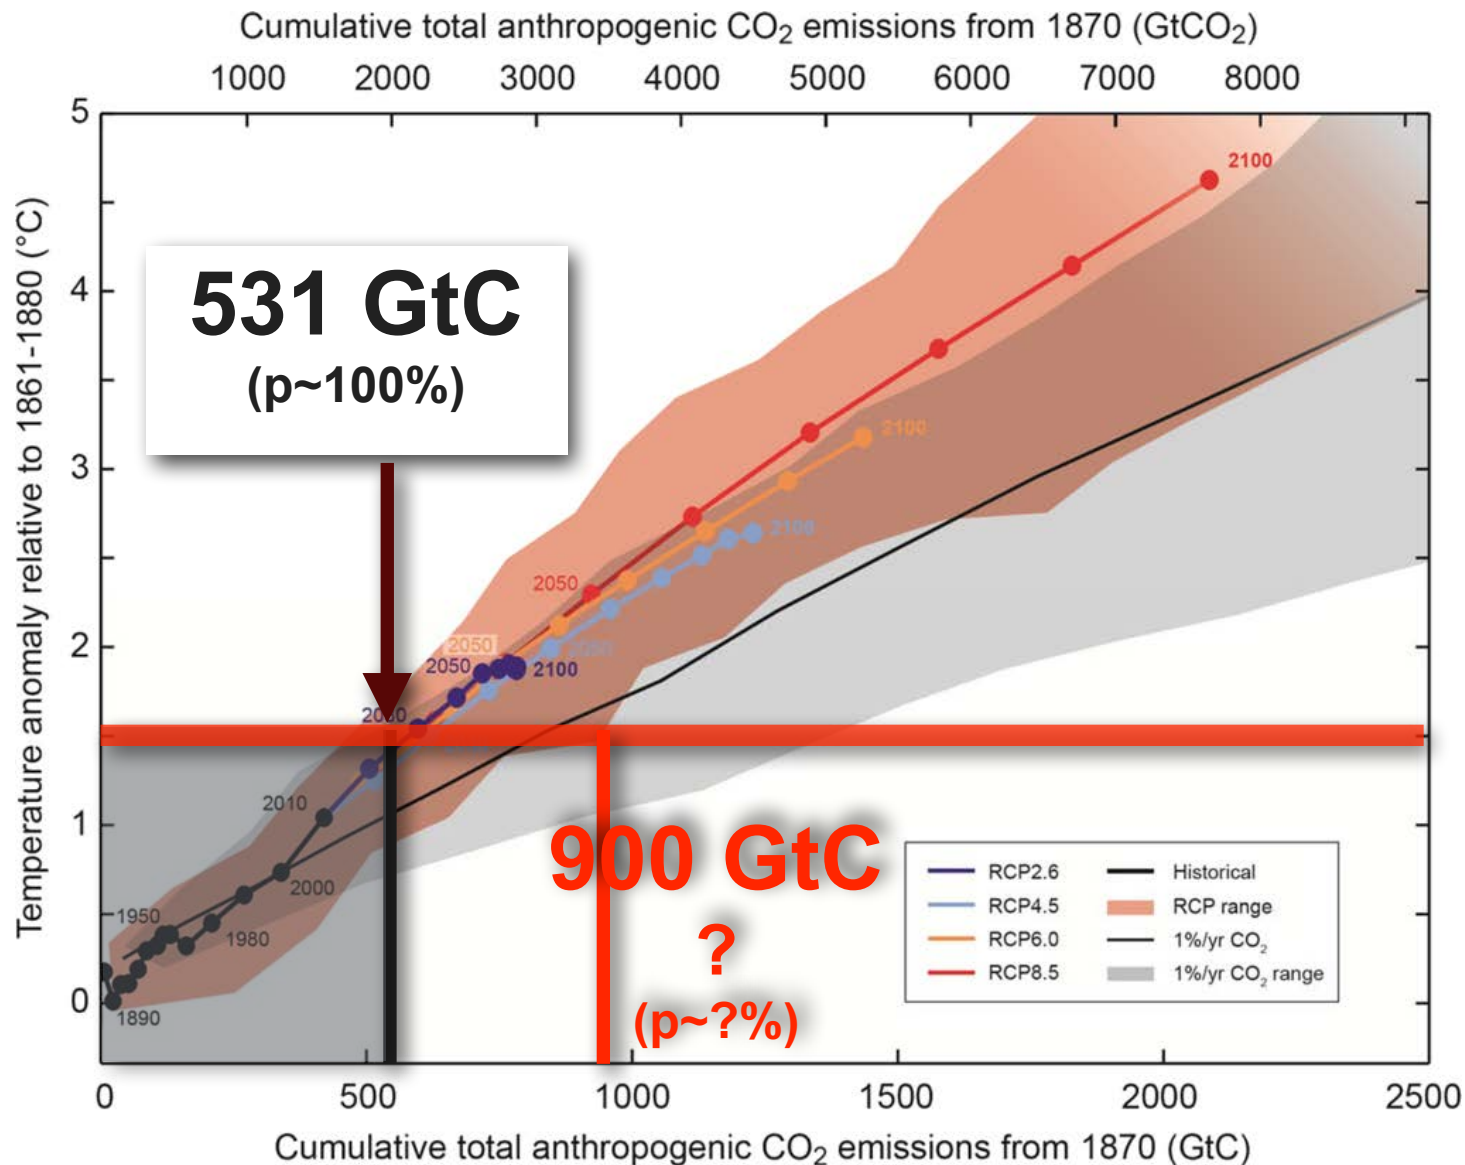 Cumulative total anthropogenic CO₂ emissions from 1870 (GtCO₂)
1000 2000 3000 4000 5000 6000 7000 8000
5
4
3
2
1
0
Temperature anomaly relative to 1861-1880 (°C)
2100
531 GtC
(p~100%)
2100
2100
2050
2050
2050
2050
2100
2030
2010
2000
1950
1980
1890
900 GtC
?
(p~?%)
RCP2.6
RCP4.5
RCP6.0
RCP8.5
Historical
RCP range
1%/yr CO₂
1%/yr CO₂ range
0 500 1000 1500 2000 2500
Cumulative total anthropogenic CO₂ emissions from 1870 (GtC)